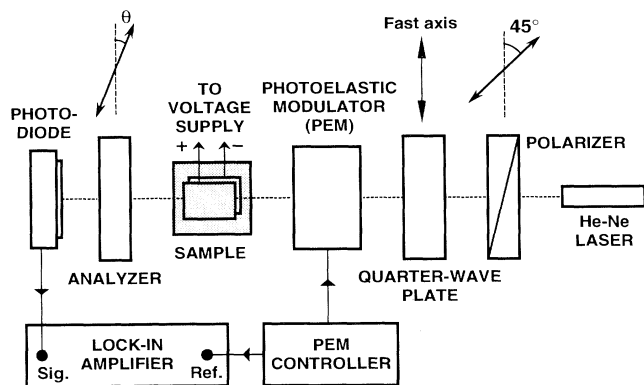 θ
Fast axis
45°
PHOTO-
DIODE
TO
VOLTAGE
SUPPLY
+ −
PHOTOELASTIC
MODULATOR
(PEM)
POLARIZER
SAMPLE
ANALYZER
QUARTER-WAVE
PLATE
He-Ne
LASER
LOCK-IN
AMPLIFIER
Sig.
Ref.
PEM
CONTROLLER